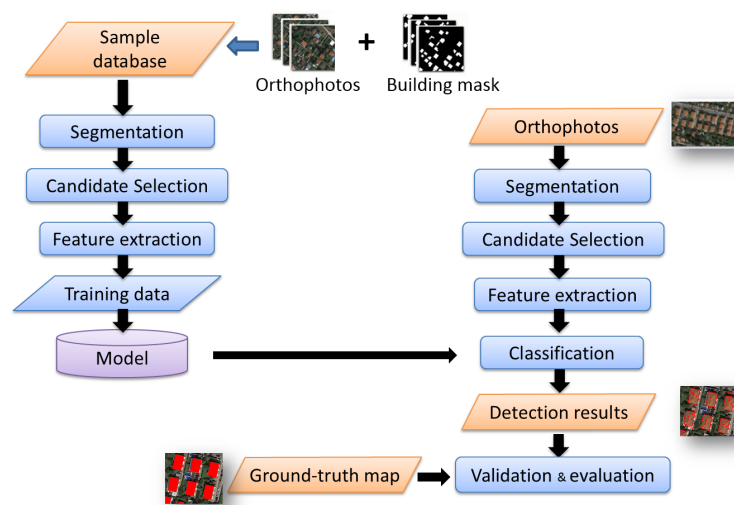 Sample
database
Orthophotos
+
Building mask
Segmentation
Candidate Selection
Feature extraction
Training data
Model
Orthophotos
Segmentation
Candidate Selection
Feature extraction
Classification
Detection results
Ground-truth map
Validation & evaluation